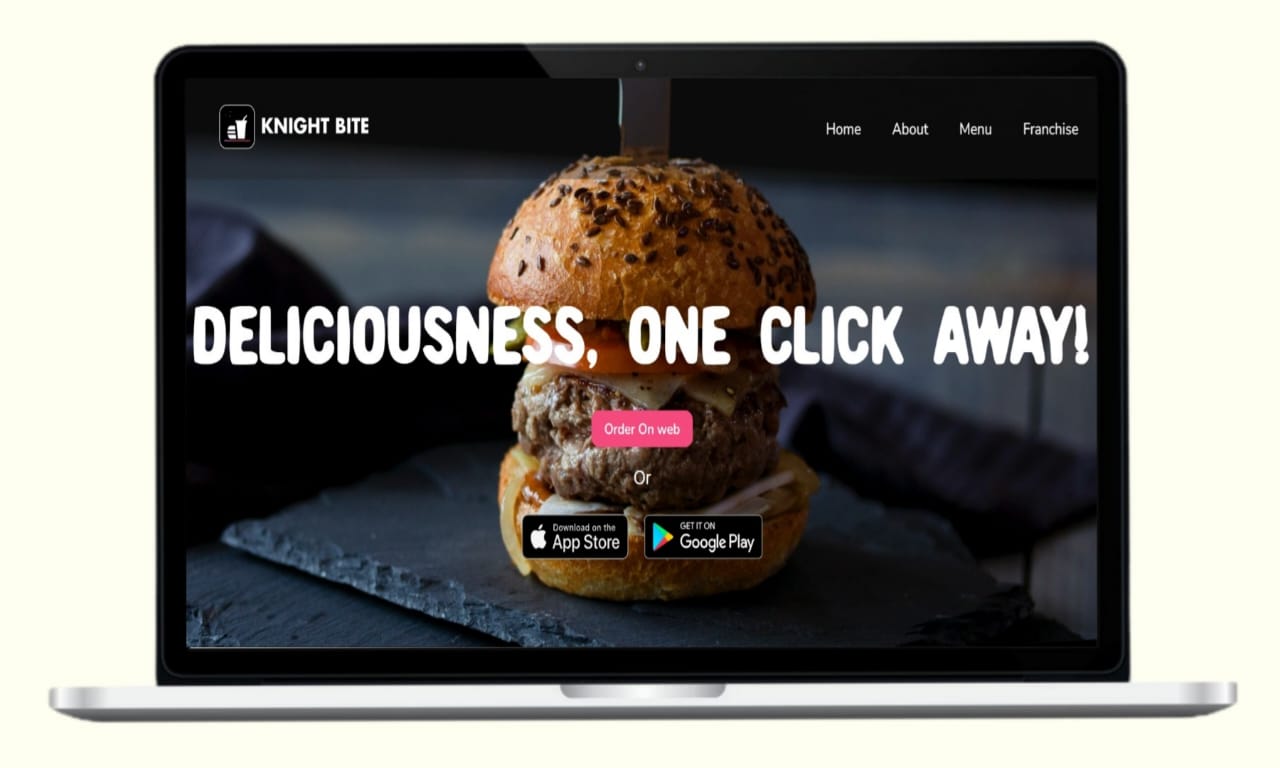 KNIGHT BITE
Home About Menu Franchise
DELICIOUSNESS, ONE CLICK AWAY!
Order On web
Or
Download on the
App Store
GET IT ON
Google Play